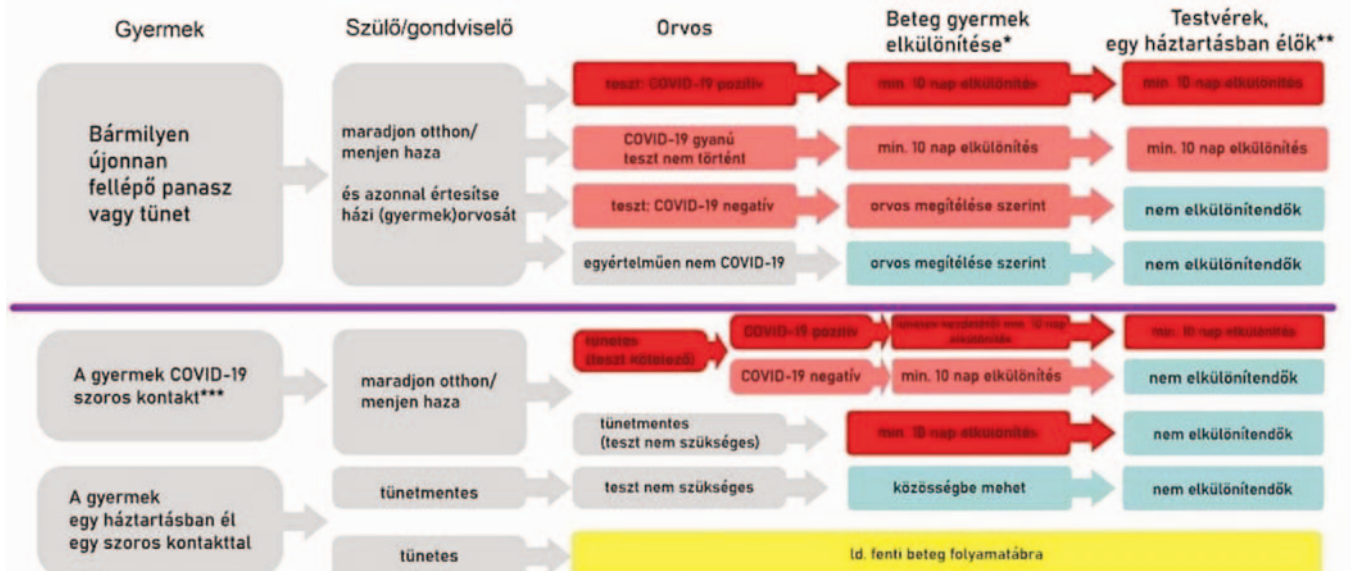 Gyermek
Szülő/gondviselő
Orvos
Beteg gyermek
elkülönítése*
Testvérek,
egy háztartásban élők**
Bármilyen
újonnan
fellépő panasz
vagy tünet
maradjon otthon/
menjen haza
és azonnal értesítse
házi (gyermek)orvosát
teszt: COVID-19 pozitív
min. 10 nap elkülönítés
min. 10 nap elkülönítés
COVID-19 gyanú
teszt nem történt
min. 10 nap elkülönítés
min. 10 nap elkülönítés
teszt: COVID-19 negatív
orvos megítélése szerint
nem elkülönítendők
egyértelműen nem COVID-19
orvos megítélése szerint
nem elkülönítendők
A gyermek COVID-19
szoros kontakt***
maradjon otthon/
menjen haza
tünetes
(teszt kötelező)
COVID-19 pozitív
tünetek kezdetétől min. 10 nap
elkülönítés
min. 10 nap elkülönítés
COVID-19 negatív
min. 10 nap elkülönítés
nem elkülönítendők
tünetmentes
(teszt nem szükséges)
min. 10 nap elkülönítés
nem elkülönítendők
A gyermek
egy háztartásban él
egy szoros kontakttal
tünetmentes
teszt nem szükséges
közösségbe mehet
nem elkülönítendők
tünetes
ld. fenti beteg folyamatábra